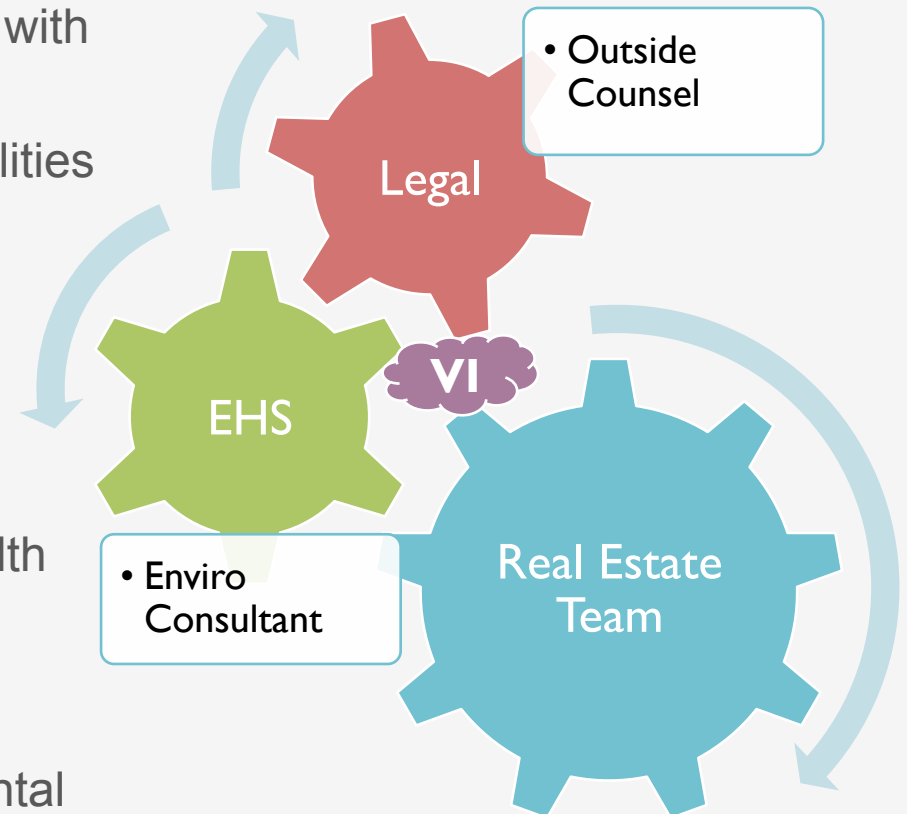 with
• Outside
Counsel
lities
Legal
VI
EHS
lth
• Enviro
Consultant
Real Estate
Team
ntal